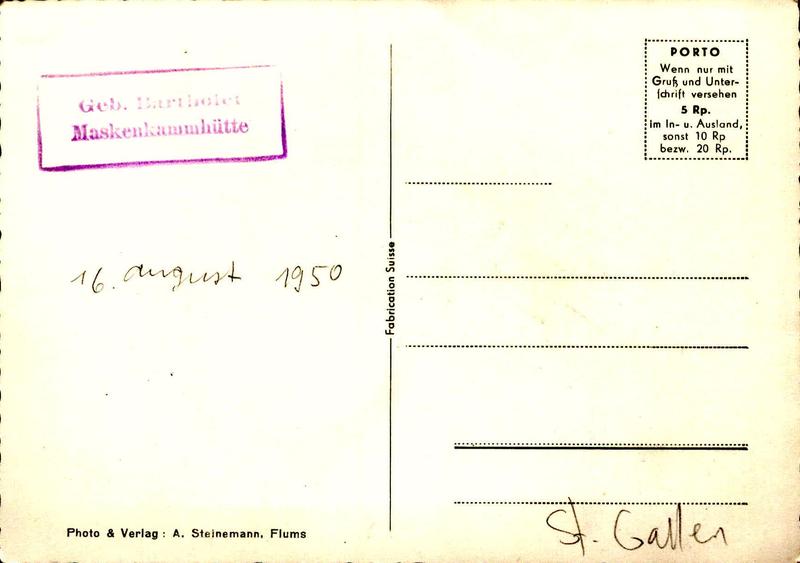 Geb. Bartholet
Maskenkammhütte
16. august 1950
Photo & Verlag : A. Steinemann, Flums
Fabrication Suisse
PORTO
Wenn nur mit
Gruß und Unter-
schrift versehen
5 Rp.
im In- u. Ausland,
sonst 10 Rp
bezw. 20 Rp.
St. Gallen